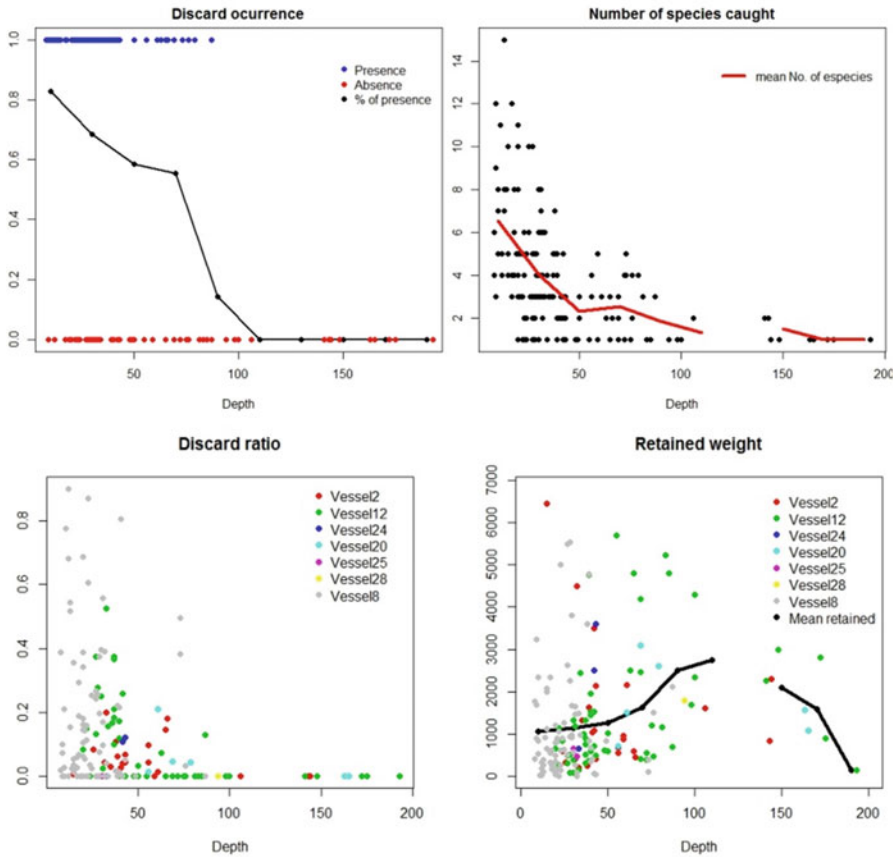 Discard ocurrence
1.0
0.8
0.6
0.4
0.2
0.0
Presence
Absence
% of presence
50
100
150
Depth
Number of species caught
14
12
10
8
6
4
2
mean No. of especies
0
50
100
150
200
Depth
Discard ratio
0.8
0.6
0.4
0.2
0.0
Vessel2
Vessel12
Vessel24
Vessel20
Vessel25
Vessel28
Vessel8
50
100
150
200
Depth
Retained weight
7000
6000
5000
4000
3000
2000
1000
0
Vessel2
Vessel12
Vessel24
Vessel20
Vessel25
Vessel28
Vessel8
Mean retained
0
50
100
150
200
Depth